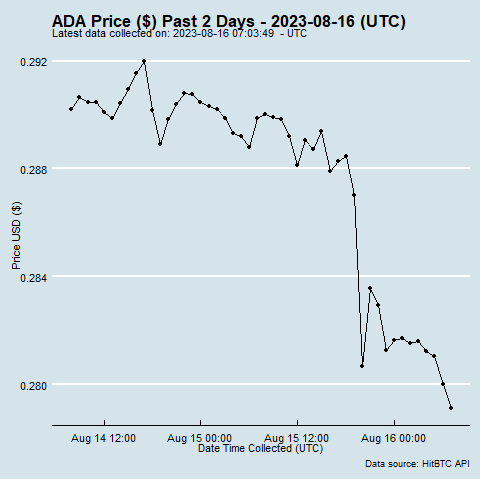 ADA Price ($) Past 2 Days - 2023-08-16 (UTC)
Latest data collected on: 2023-08-16 07:03:49  - UTC
0.292
0.288
0.284
0.280
Price USD ($)
Aug 14 12:00 Aug 15 00:00 Aug 15 12:00 Aug 16 00:00
Date Time Collected (UTC)
Data source: HitBTC API